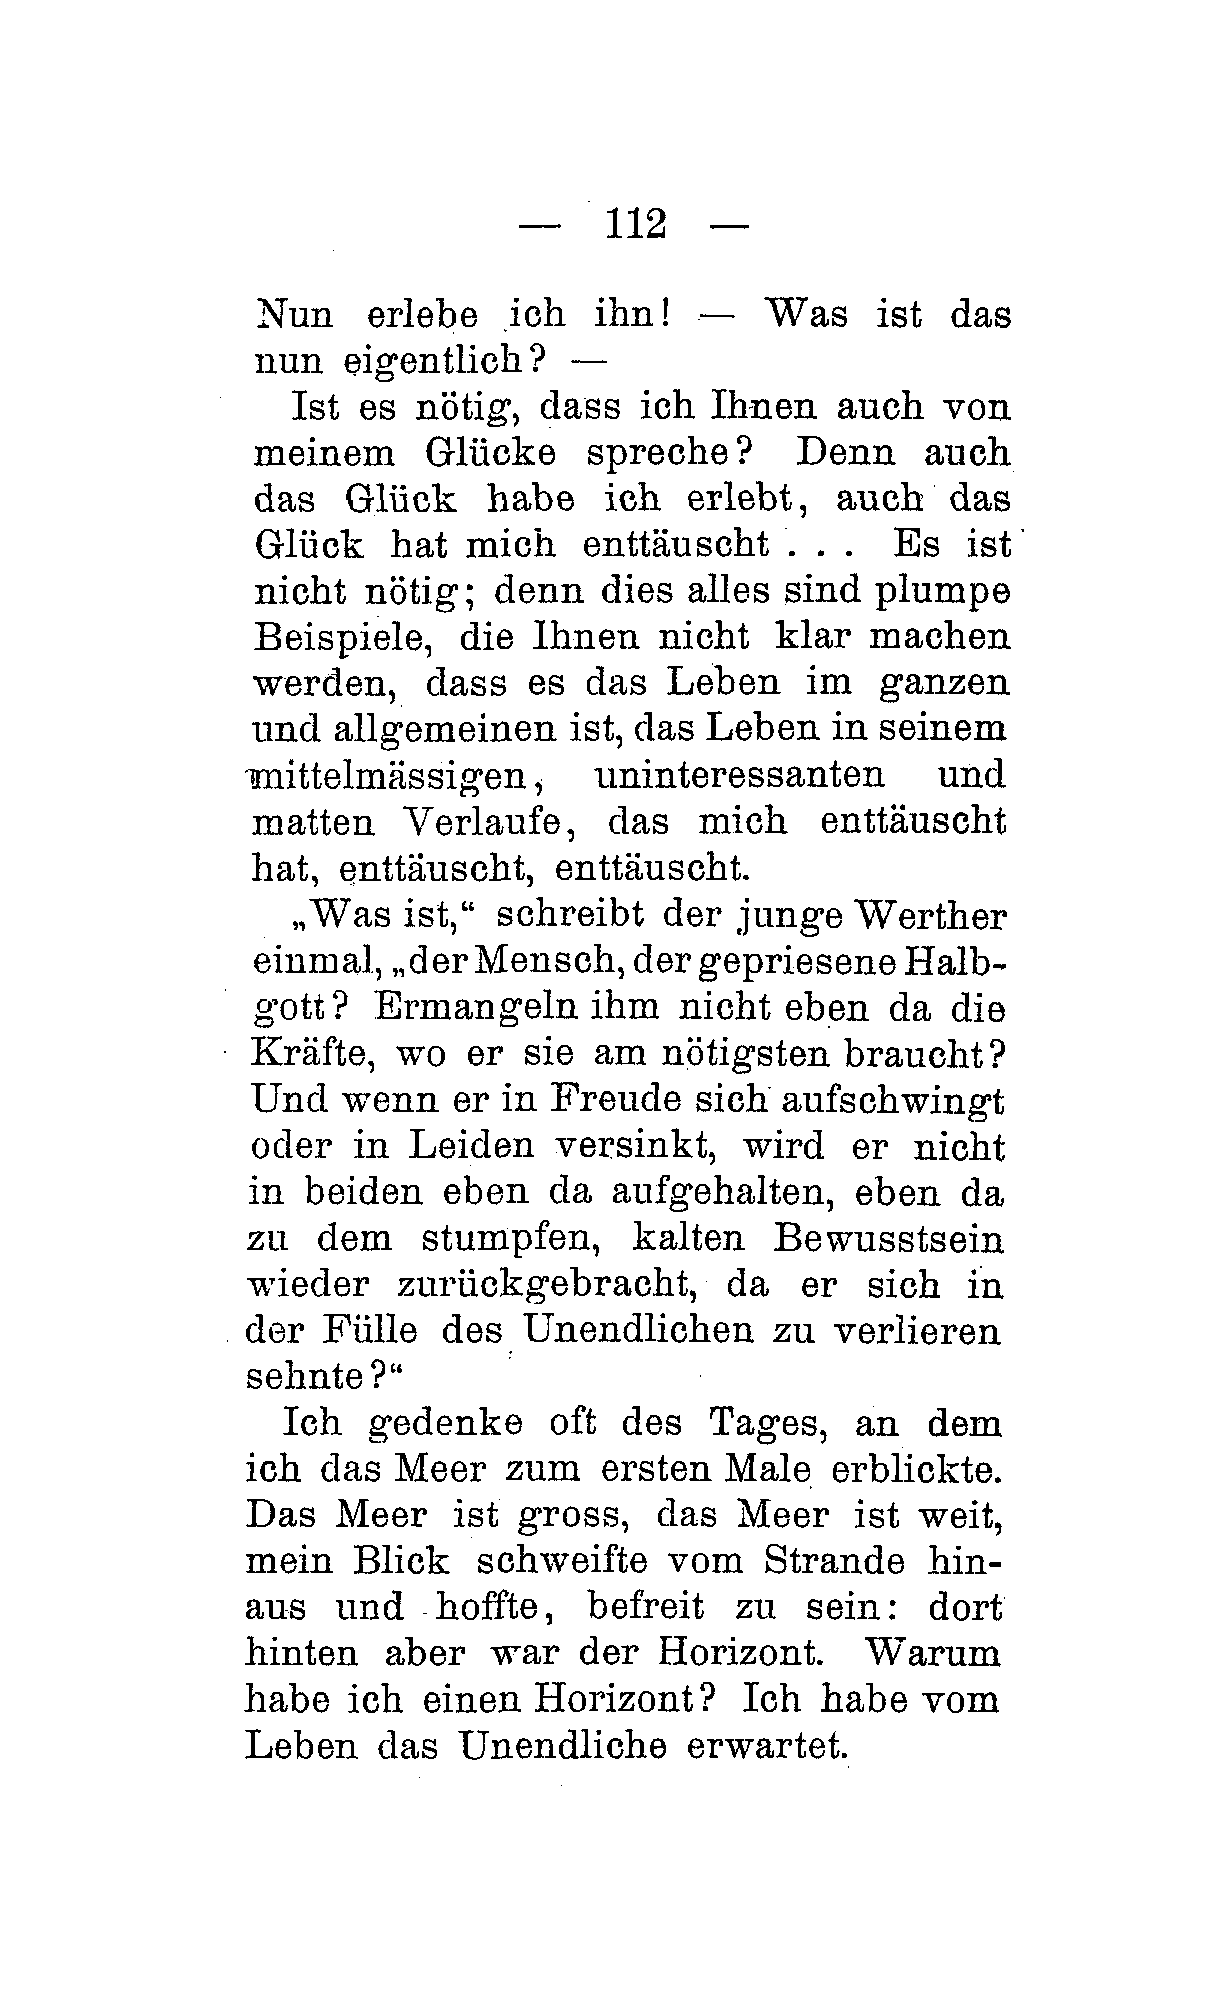 — 112 —
Nun erlebe ich ihn! — Was ist das
nun eigentlich? —
Ist es nötig, dass ich Ihnen auch von
meinem Glücke spreche? Denn auch
das Glück habe ich erlebt, auch das
Glück hat mich enttäuscht . . . Es ist
nicht nötig; denn dies alles sind plumpe
Beispiele, die Ihnen nicht klar machen
werden, dass es das Leben im ganzen
und allgemeinen ist, das Leben in seinem
mittelmässigen, uninteressanten und
matten Verlaufe, das mich enttäuscht
hat, enttäuscht, enttäuscht.
„Was ist,“ schreibt der junge Werther
einmal, „der Mensch, der gepriesene Halb-
gott? Ermangeln ihm nicht eben da die
Kräfte, wo er sie am nötigsten braucht?
Und wenn er in Freude sich aufschwingt
oder in Leiden versinkt, wird er nicht
in beiden eben da aufgehalten, eben da
zu dem stumpfen, kalten Bewusstsein
wieder zurückgebracht, da er sich in
der Fülle des Unendlichen zu verlieren
sehnte?“
Ich gedenke oft des Tages, an dem
ich das Meer zum ersten Male erblickte.
Das Meer ist gross, das Meer ist weit,
mein Blick schweifte vom Strande hin-
aus und hoffte, befreit zu sein: dort
hinten aber war der Horizont. Warum
habe ich einen Horizont? Ich habe vom
Leben das Unendliche erwartet.